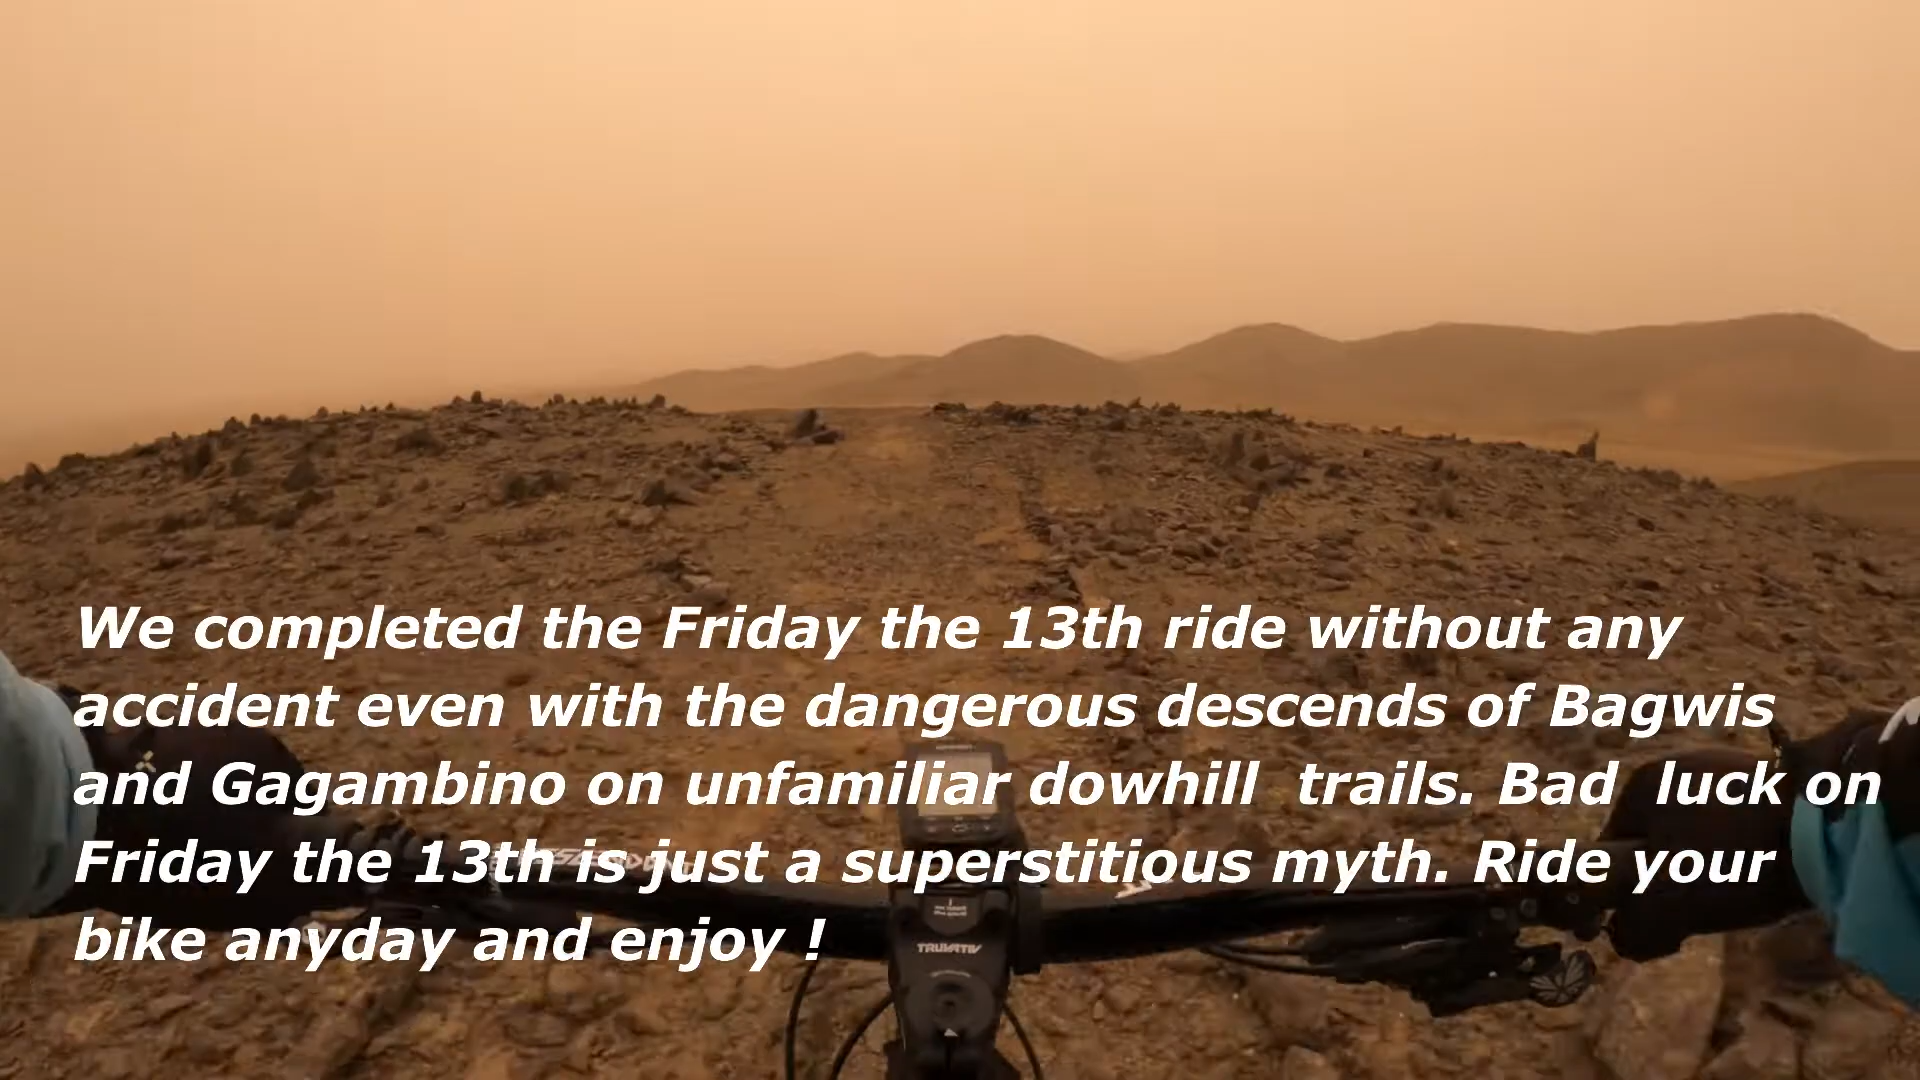 We completed the Friday the 13th ride without any
accident even with the dangerous descends of Bagwis
and Gagambino on unfamiliar dowhill  trails. Bad  luck on
Friday the 13th is just a superstitious myth. Ride your
bike anyday and enjoy !
TRUVATIV